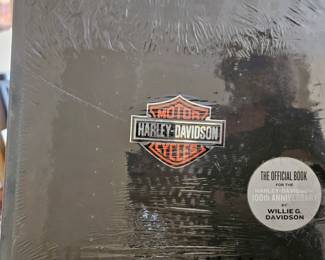 MOTOR
HARLEY-DAVIDSON
CYCLES
THE OFFICIAL BOOK
FOR THE
HARLEY-DAVIDSON
100th ANNIVERSARY
BY
WILLIE G.
DAVIDSON